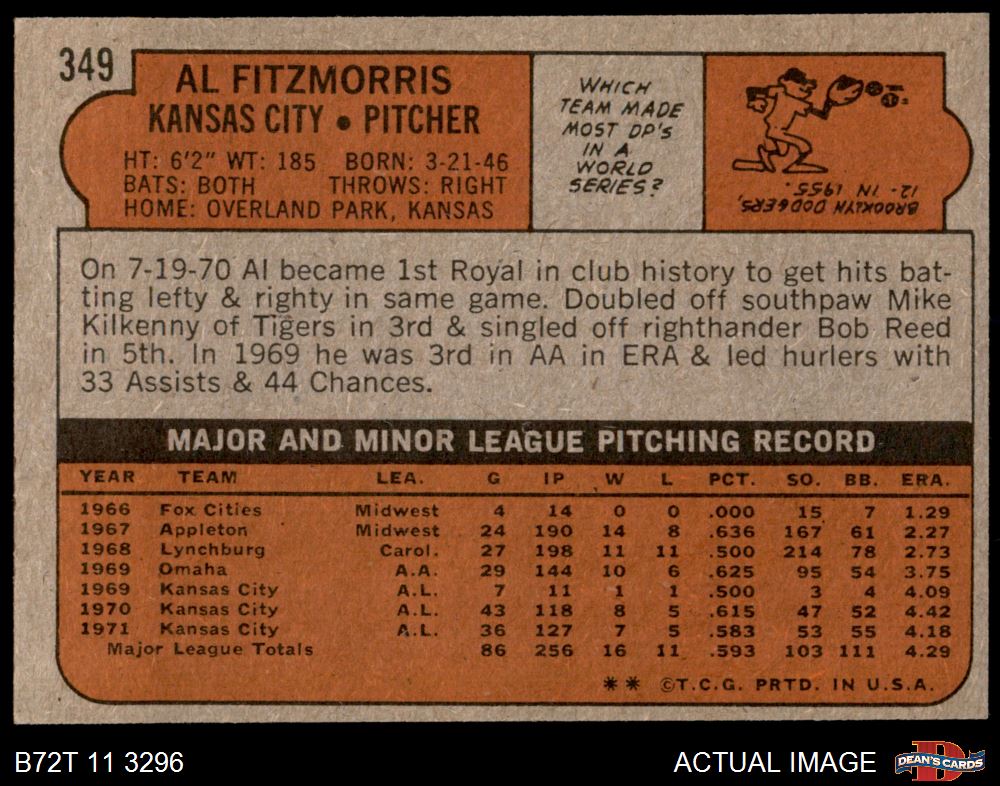 349
AL FITZMORRIS
KANSAS CITY • PITCHER
HT: 6'2" WT: 185 BORN: 3-21-46
BATS: BOTH THROWS: RIGHT
HOME: OVERLAND PARK, KANSAS
WHICH
TEAM MADE
MOST DP'S
IN A
WORLD
SERIES?
BROOKLYN DODGERS,
12 - IN 1955.
On 7-19-70 Al became 1st Royal in club history to get hits bat-
ting lefty & righty in same game. Doubled off southpaw Mike
Kilkenny of Tigers in 3rd & singled off righthander Bob Reed
in 5th. In 1969 he was 3rd in AA in ERA & led hurlers with
33 Assists & 44 Chances.
MAJOR AND MINOR LEAGUE PITCHING RECORD
YEAR TEAM LEA. G IP W L PCT. SO. BB. ERA.
1966 Fox Cities Midwest 4 14 0 0 .000 15 7 1.29
1967 Appleton Midwest 24 190 14 8 .636 167 61 2.27
1968 Lynchburg Carol. 27 198 11 11 .500 214 78 2.73
1969 Omaha A.A. 29 144 10 6 .625 95 54 3.75
1969 Kansas City A.L. 7 11 1 1 .500 3 4 4.09
1970 Kansas City A.L. 43 118 8 5 .615 47 52 4.42
1971 Kansas City A.L. 36 127 7 5 .583 53 55 4.18
Major League Totals 86 256 16 11 .593 103 111 4.29
** ©T.C.G. PRTD. IN U.S.A.
B72T 11 3296
ACTUAL IMAGE
DEAN'S CARDS